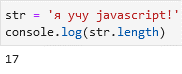 str = 'я учу javascript!'
console.log(str.length)
17